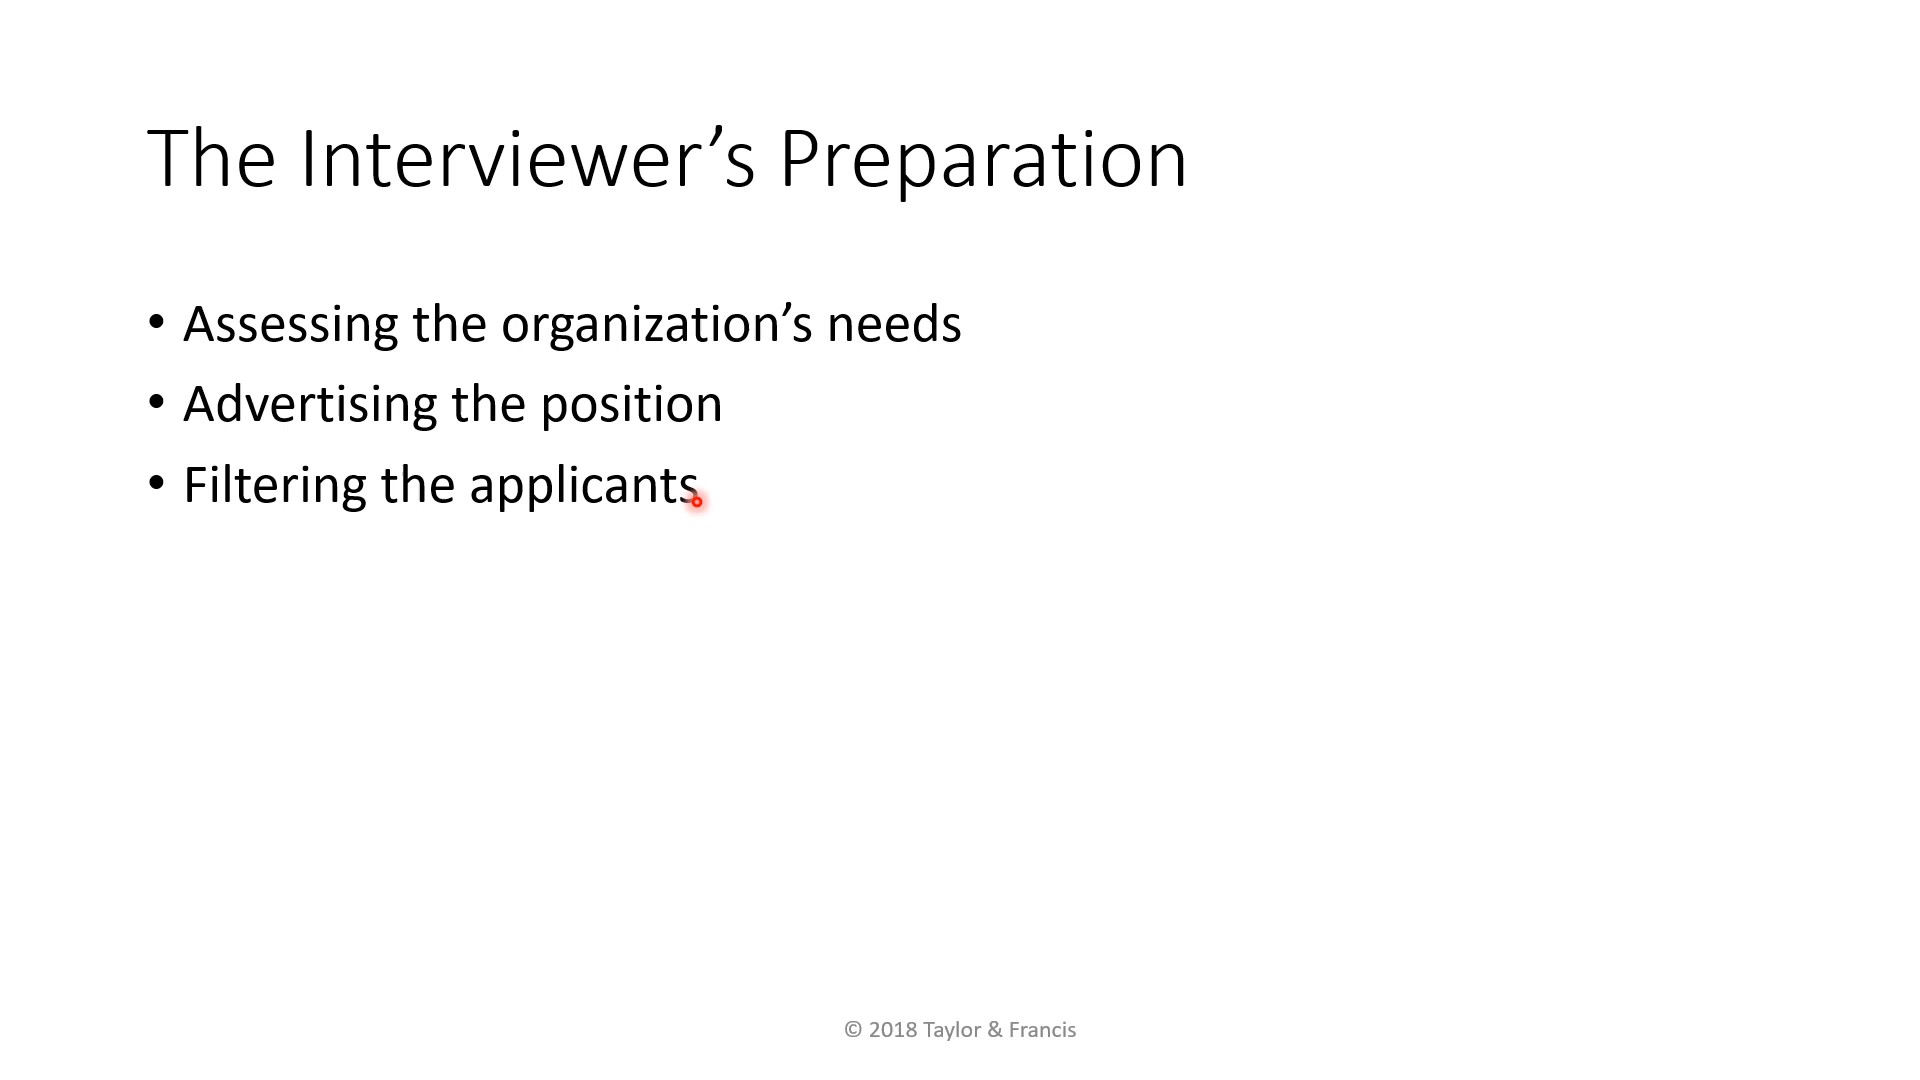 The Interviewer’s Preparation
• Assessing the organization’s needs
• Advertising the position
• Filtering the applicants
© 2018 Taylor & Francis